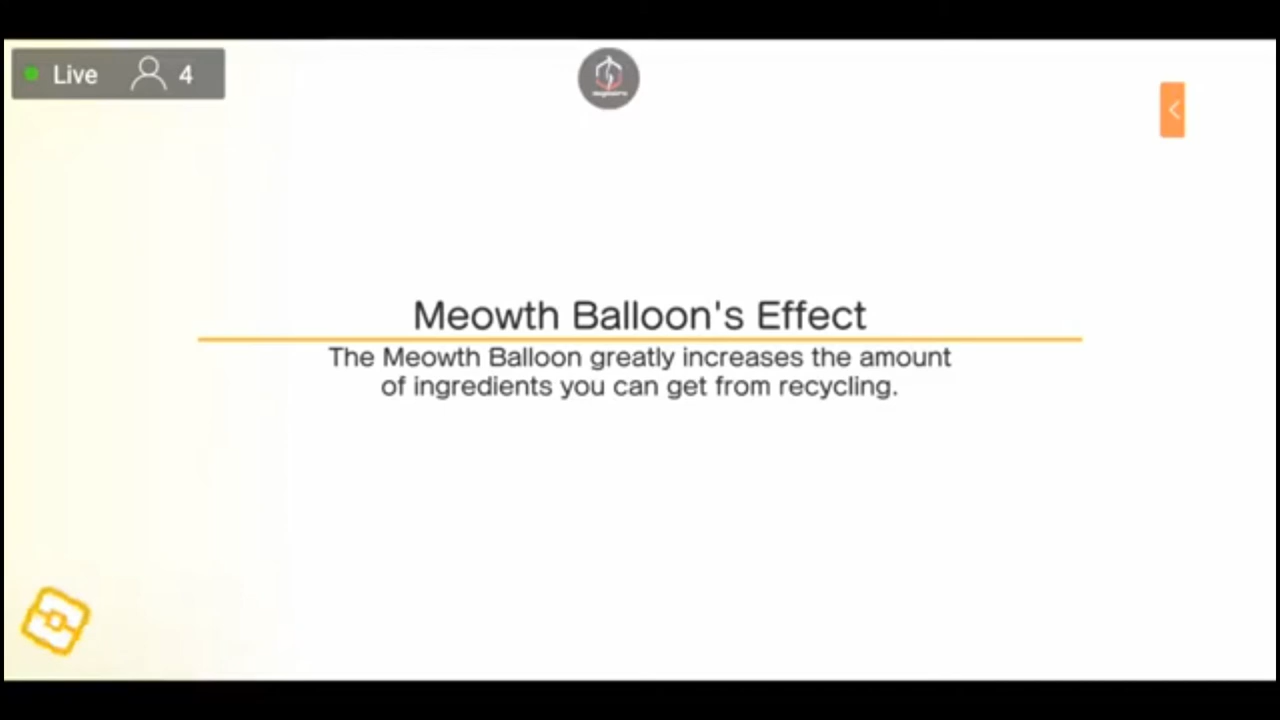 Live 4
Meowth Balloon's Effect
The Meowth Balloon greatly increases the amount
of ingredients you can get from recycling.